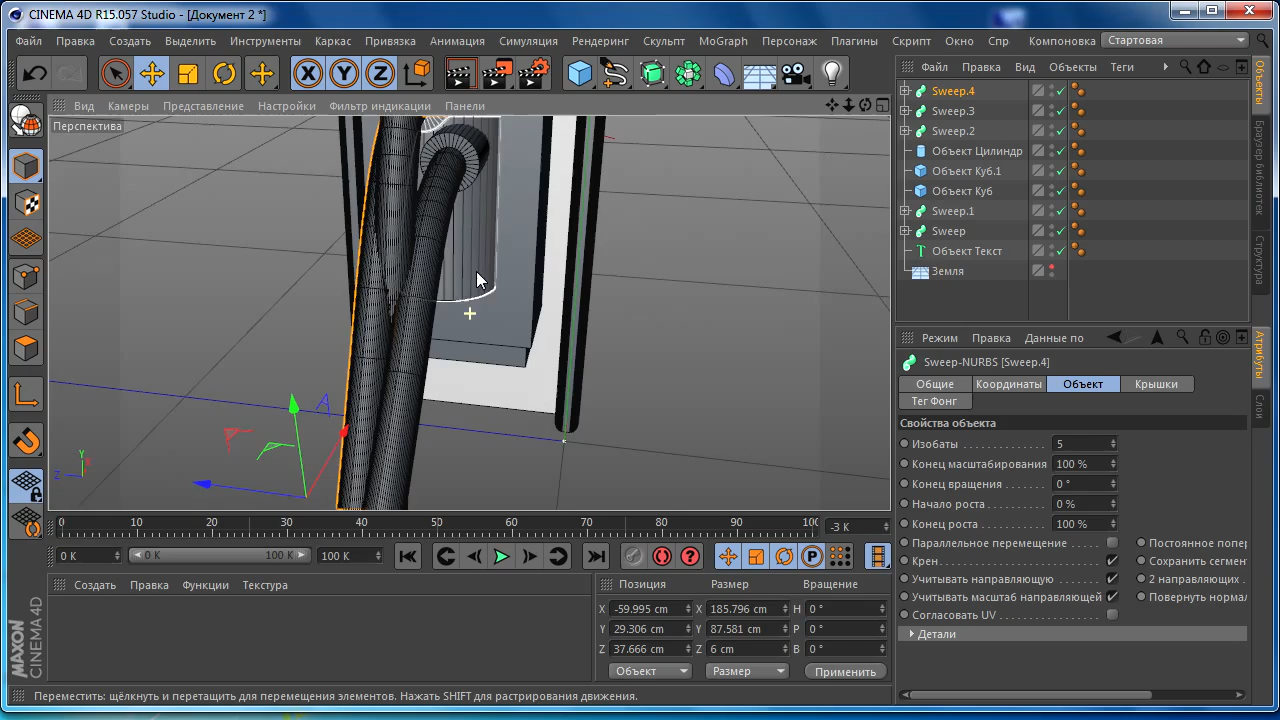 CINEMA 4D R15.057 Studio - [Документ 2 *]
Файл Правка Создать Выделить Инструменты Каркас Привязка Анимация Симуляция Рендеринг Скульпт MoGraph Персонаж Плагины Скрипт Окно Спр Компоновка Стартовая
X Y Z
Файл Правка Вид Объекты Теги
Вид Камеры Представление Настройки Фильтр индикации Панели
Перспектива
Sweep.4
Sweep.3
Sweep.2
Объект Цилиндр
Объект Куб.1
Объект Куб
Sweep.1
Sweep
Объект Текст
Земля
Объекты
Браузер библиотек
Структура
Режим Правка Данные по
Sweep-NURBS [Sweep.4]
Общие Координаты Объект Крышки
Тег Фонг
Свойства объекта
Изобаты 5
Конец масштабирования 100 %
Конец вращения 0 °
Начало роста 0 %
Конец роста 100 %
Параллельное перемещение Постоянное попер
Крен Сохранить сегмен
Учитывать направляющую 2 направляющих
Учитывать масштаб направляющей Повернуть нормал
Согласовать UV
Детали
Атрибуты
Слои
Y
X
Z
0 10 20 30 40 50 60 70 80 90 100 -3 K
0 K 0 K 100 K 100 K
P
Создать Правка Функции Текстура
Позиция Размер Вращение
X -59.995 cm X 185.796 cm H 0 °
Y 29.306 cm Y 87.581 cm P 0 °
Z 37.666 cm Z 6 cm B 0 °
Объект Размер Применить
MAXON
CINEMA 4D
Переместить: щёлкнуть и перетащить для перемещения элементов. Нажать SHIFT для растрирования движения.